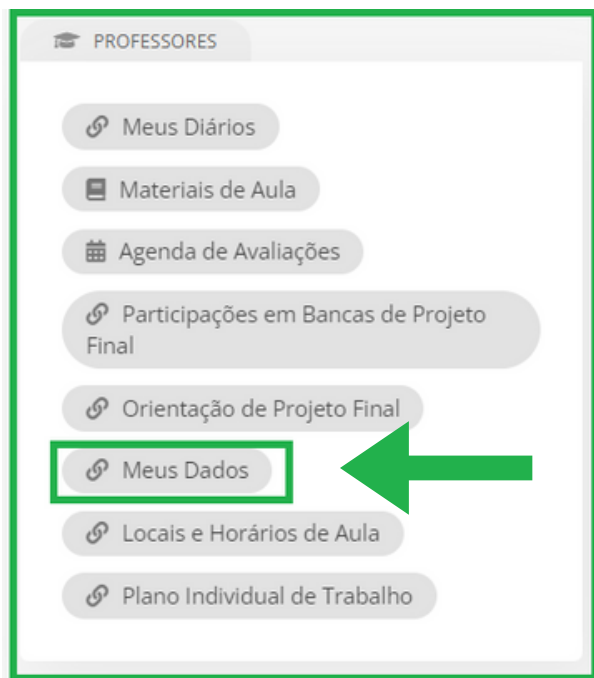 PROFESSORES
Meus Diários
Materiais de Aula
Agenda de Avaliações
Participações em Bancas de Projeto
Final
Orientação de Projeto Final
Meus Dados
Locais e Horários de Aula
Plano Individual de Trabalho